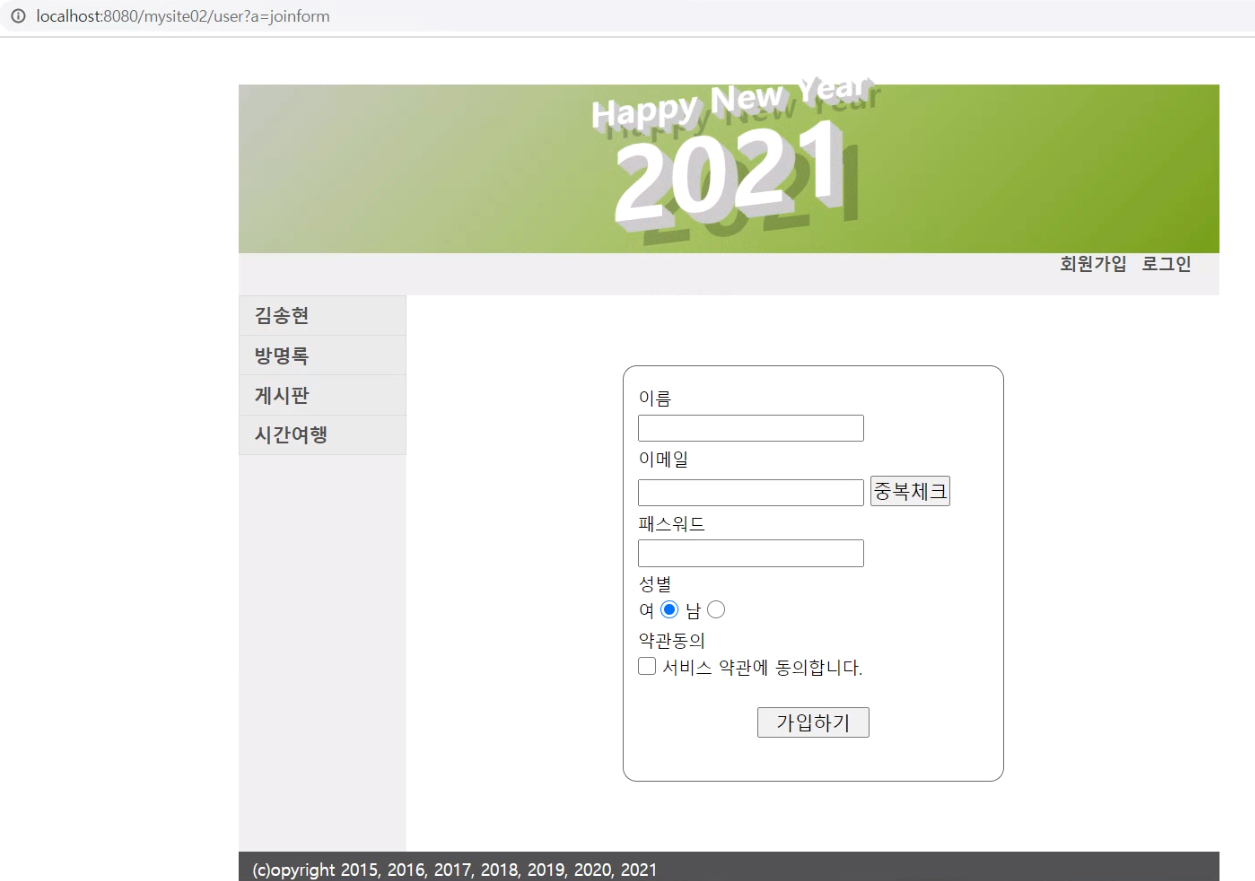 localhost:8080/mysite02/user?a=joinform
Happy New Year
2021
회원가입 로그인
김송현
방명록
게시판
시간여행
이름
이메일
중복체크
패스워드
성별
여 남
약관동의
서비스 약관에 동의합니다.
가입하기
(c)opyright 2015, 2016, 2017, 2018, 2019, 2020, 2021